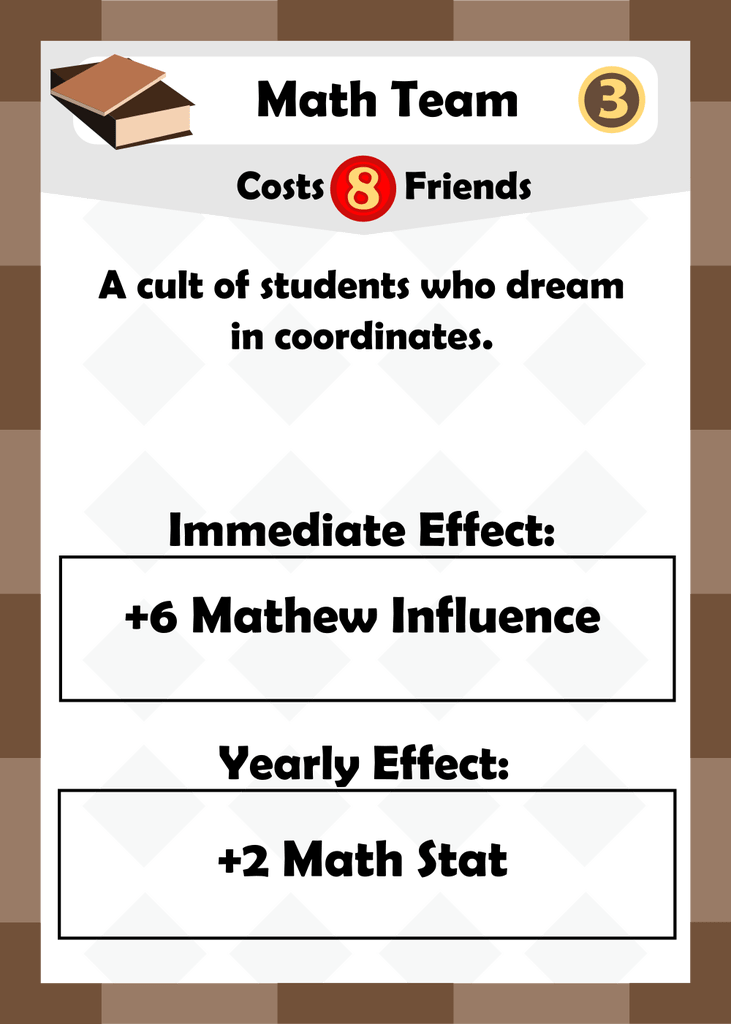 Math Team 3
Costs 8 Friends
A cult of students who dream
in coordinates.
Immediate Effect:
+6 Mathew Influence
Yearly Effect:
+2 Math Stat